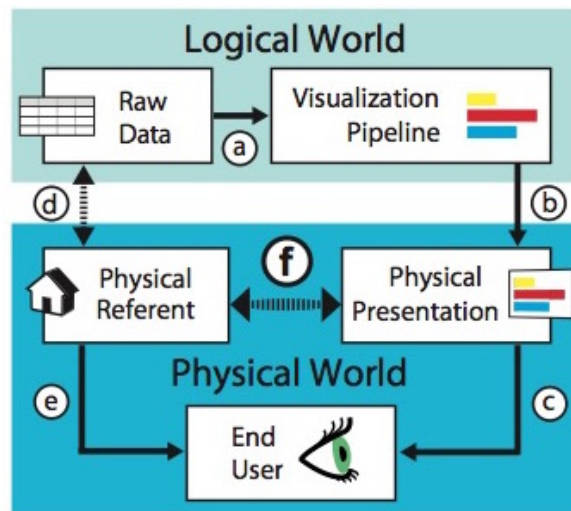 Logical World
Raw
Data
a
Visualization
Pipeline
d
b
Physical
Referent
f
Physical
Presentation
Physical World
e
c
End
User